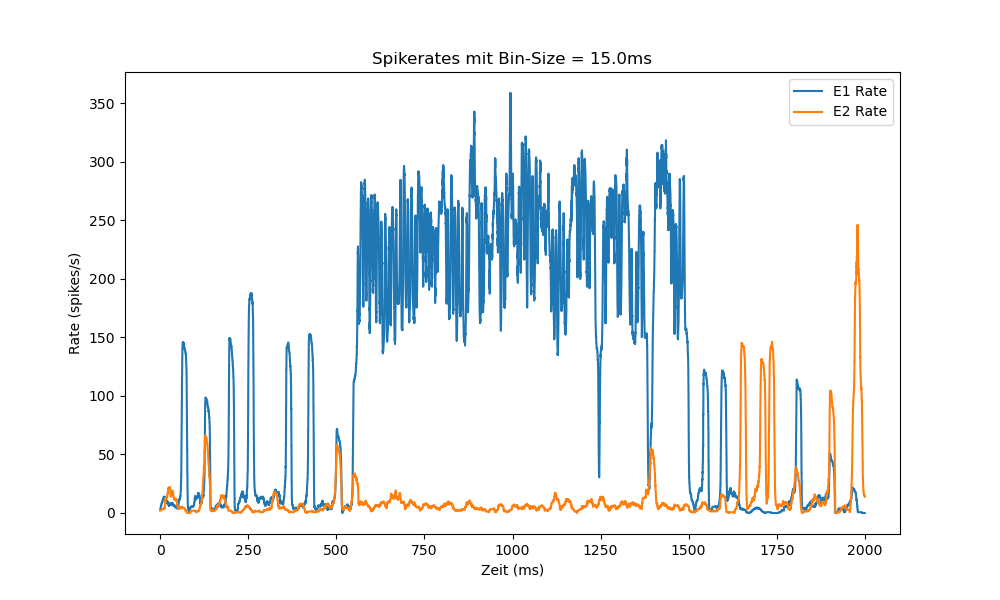 Spikerates mit Bin-Size = 15.0ms
E1 Rate
E2 Rate
Rate (spikes/s)
350
300
250
200
150
100
50
0
0 250 500 750 1000 1250 1500 1750 2000
Zeit (ms)